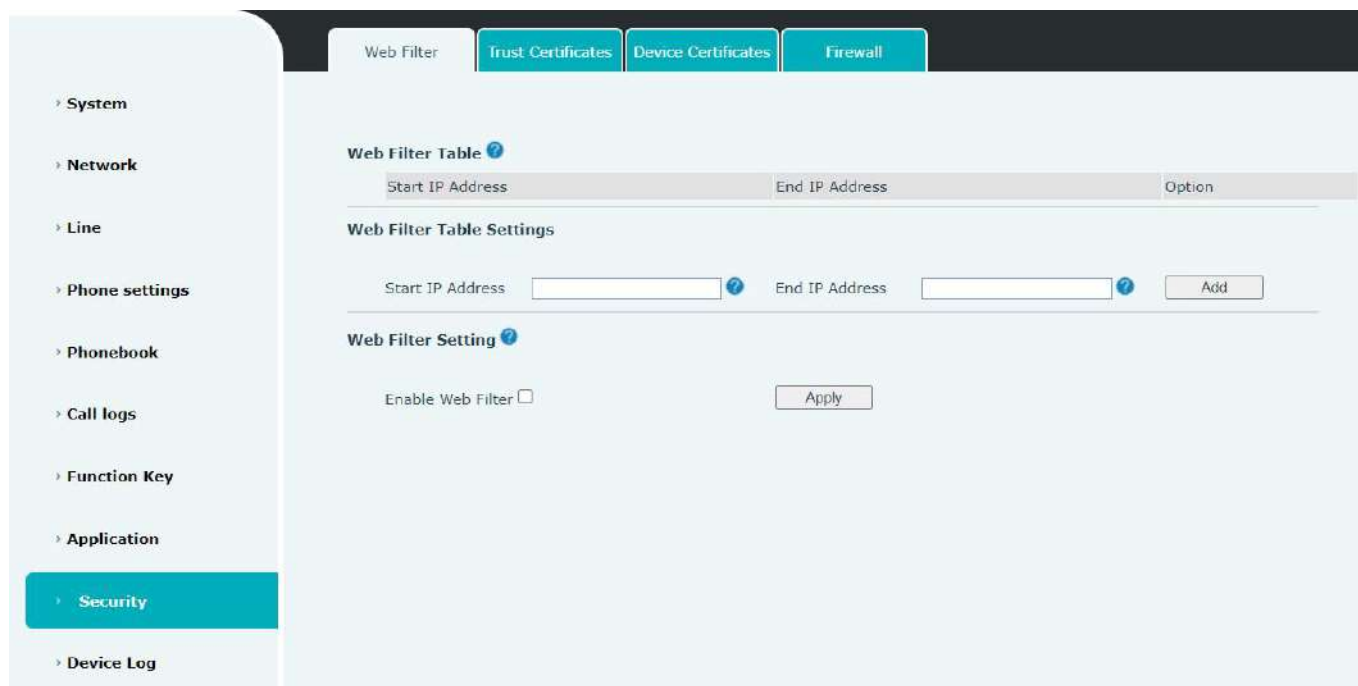 Web Filter Trust Certificates Device Certificates Firewall
System
Network
Line
Phone settings
Phonebook
Call logs
Function Key
Application
Security
Device Log
Web Filter Table ?
Start IP Address End IP Address Option
Web Filter Table Settings
Start IP Address ? End IP Address ? Add
Web Filter Setting ?
Enable Web Filter Apply